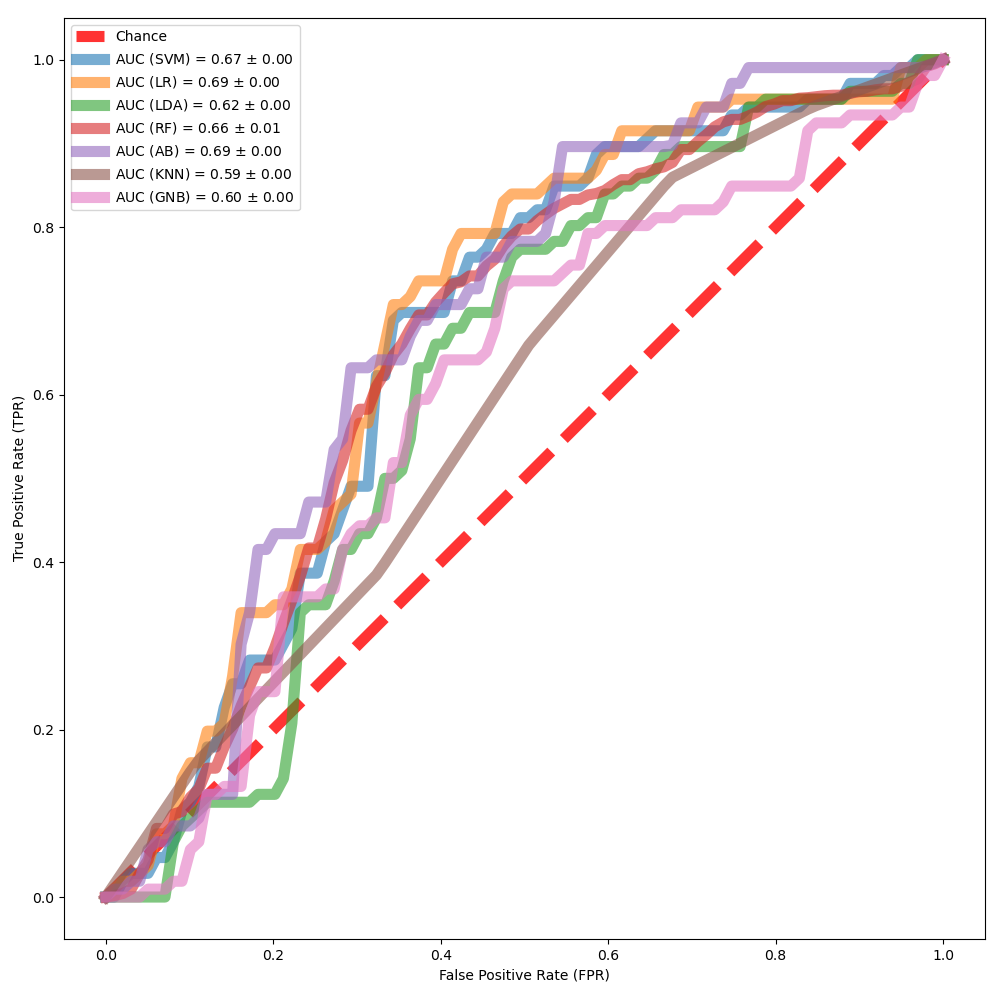 Chance
AUC (SVM) = 0.67 ± 0.00
AUC (LR) = 0.69 ± 0.00
AUC (LDA) = 0.62 ± 0.00
AUC (RF) = 0.66 ± 0.01
AUC (AB) = 0.69 ± 0.00
AUC (KNN) = 0.59 ± 0.00
AUC (GNB) = 0.60 ± 0.00
1.0
0.8
0.6
0.4
0.2
0.0
True Positive Rate (TPR)
0.0 0.2 0.4 0.6 0.8 1.0
False Positive Rate (FPR)